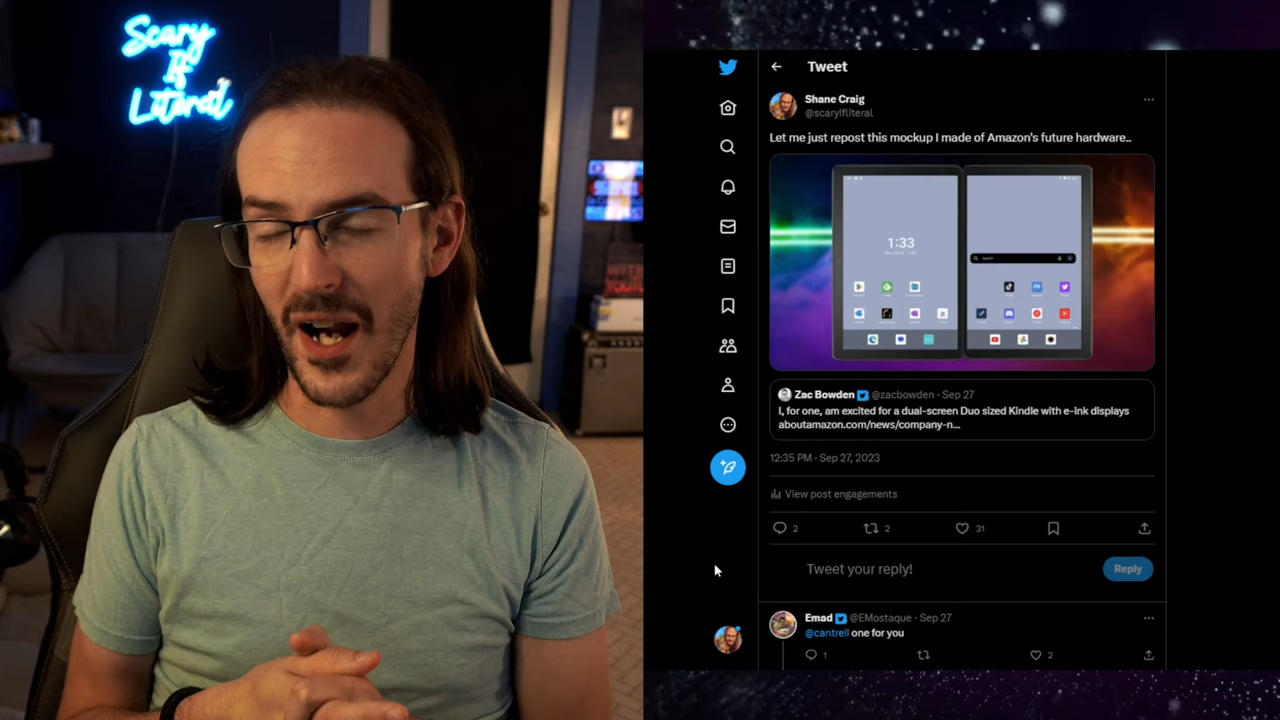 Scary
If
Literal
Tweet
Shane Craig
@scaryifliteral
Let me just repost this mockup I made of Amazon's future hardware..
1:33
Search
Zac Bowden @zacbowden · Sep 27
I, for one, am excited for a dual-screen Duo sized Kindle with e-ink displays
aboutamazon.com/news/company-n...
12:35 PM · Sep 27, 2023
View post engagements
2
2
31
Tweet your reply!
Reply
Emad @EMostaque · Sep 27
@cantrell one for you
1
2